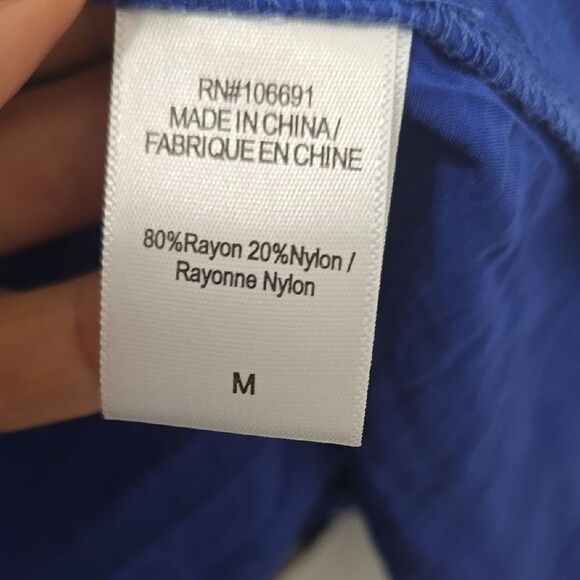 RN#106691
MADE IN CHINA/
FABRIQUE EN CHINE
80%Rayon 20%Nylon /
Rayonne Nylon
M